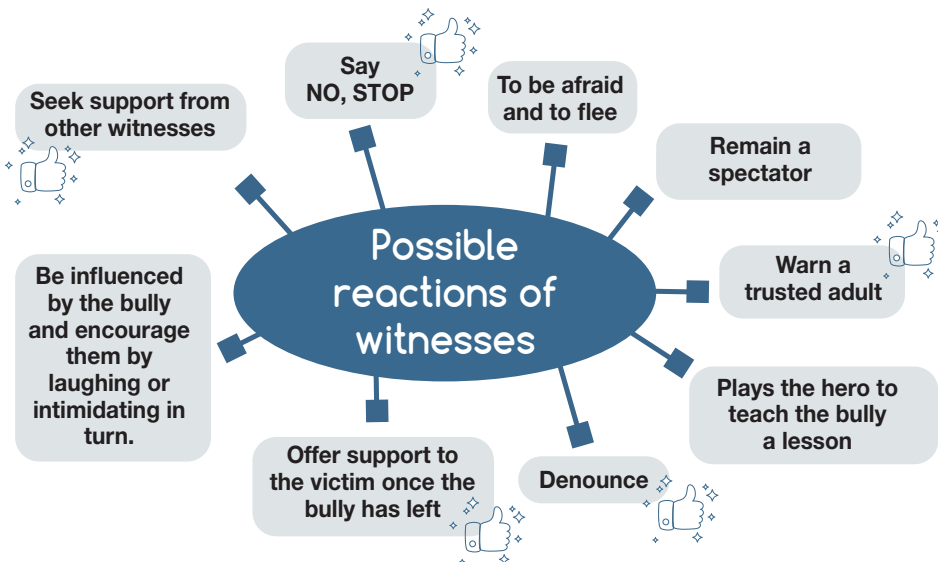 Say
NO, STOP
To be afraid
and to flee
Seek support from
other witnesses
Remain a
spectator
Possible
reactions of
witnesses
Warn a
trusted adult
Be influenced
by the bully
and encourage
them by
laughing or
intimidating in
turn.
Plays the hero to
teach the bully
a lesson
Offer support to
the victim once the
bully has left
Denounce